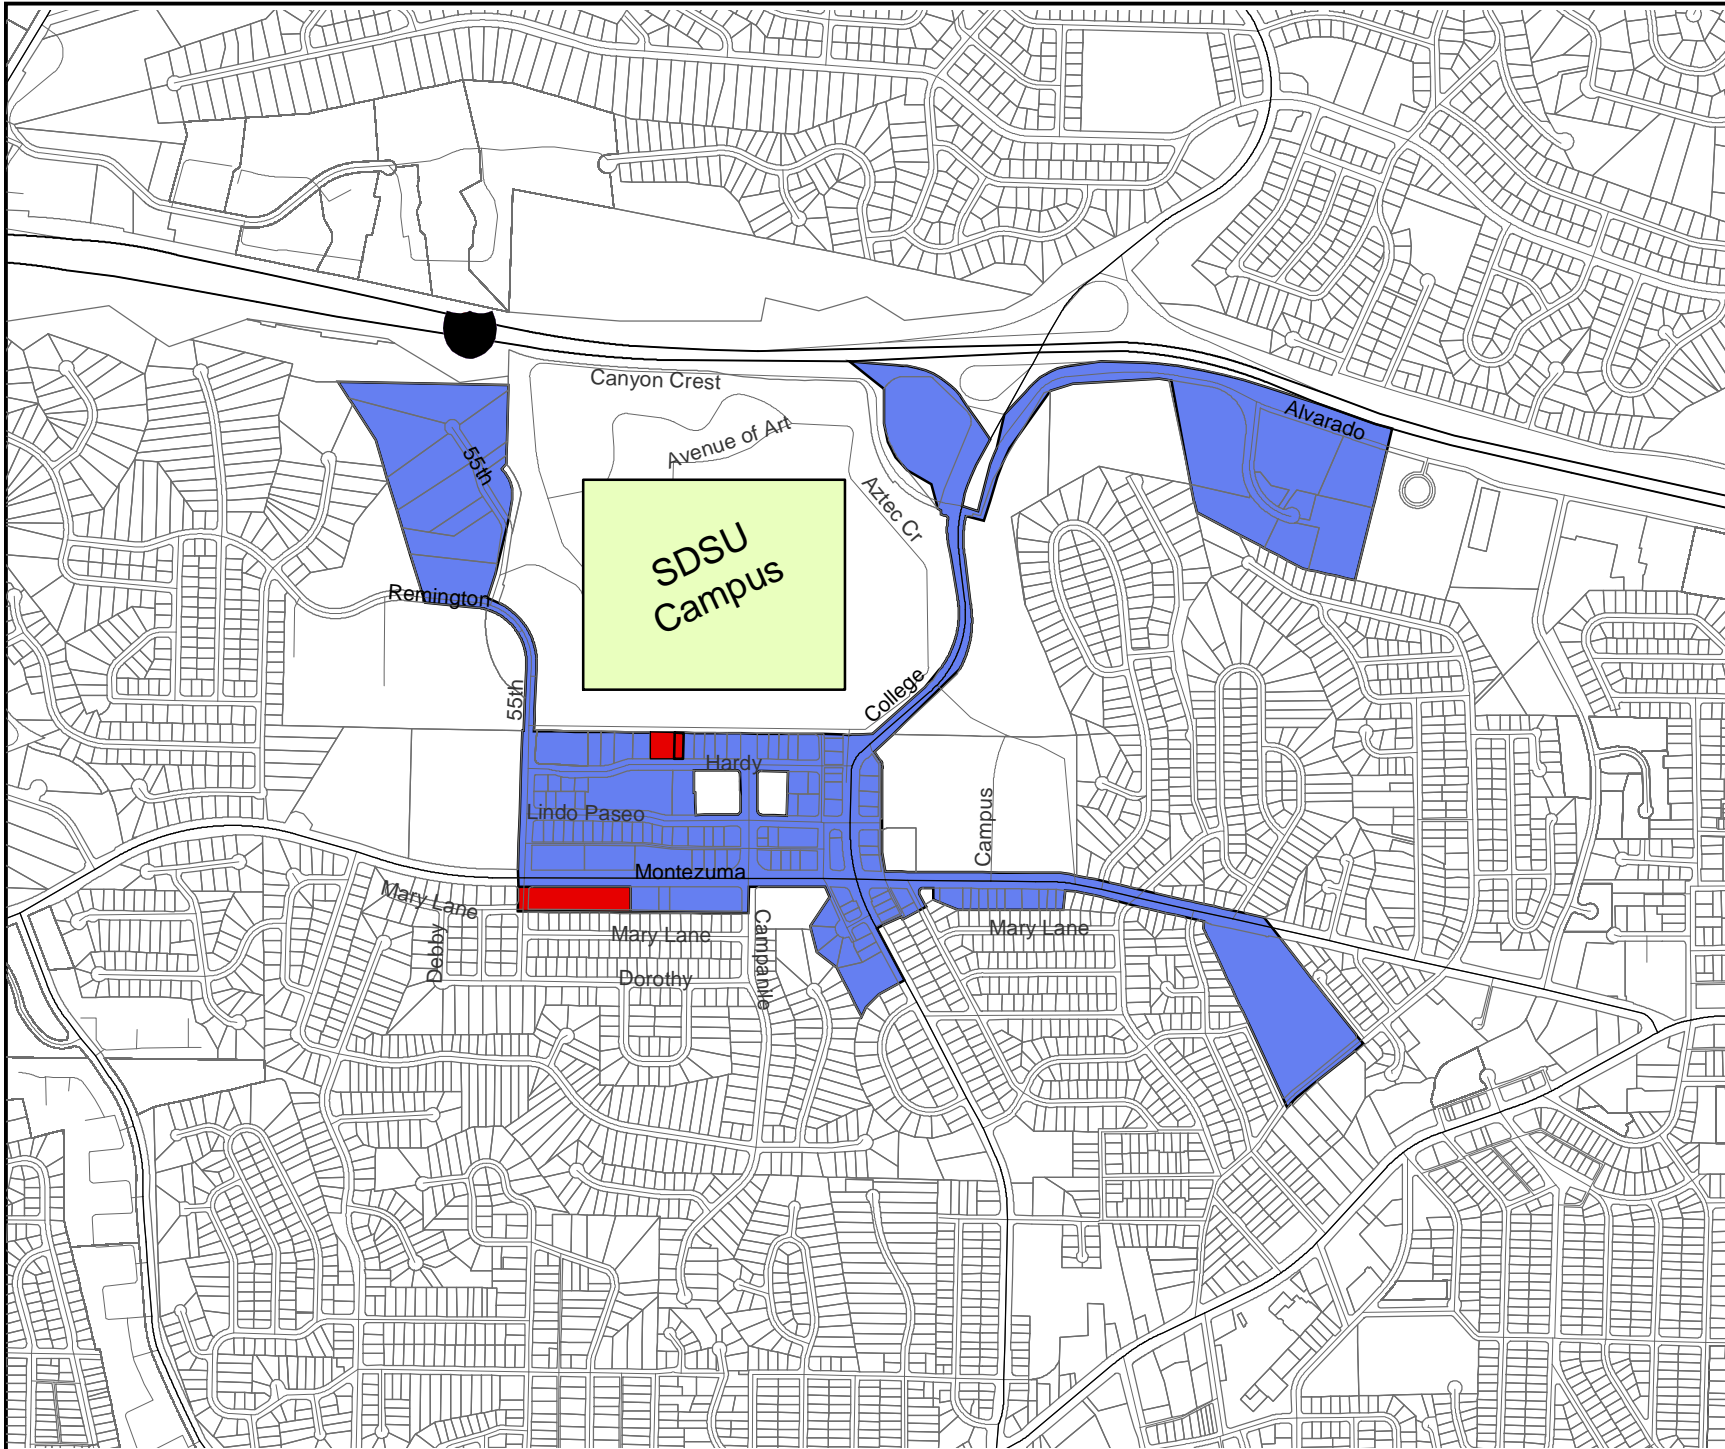 Canyon Crest
Alvarado
Avenue of Art
55th
Aztec Cr
SDSU
Campus
Remington
55th
College
Hardy
Lindo Paseo
Campus
Montezuma
Mary Lane
Mary Lane
Mary Lane
Debby
Campanile
Dorothy